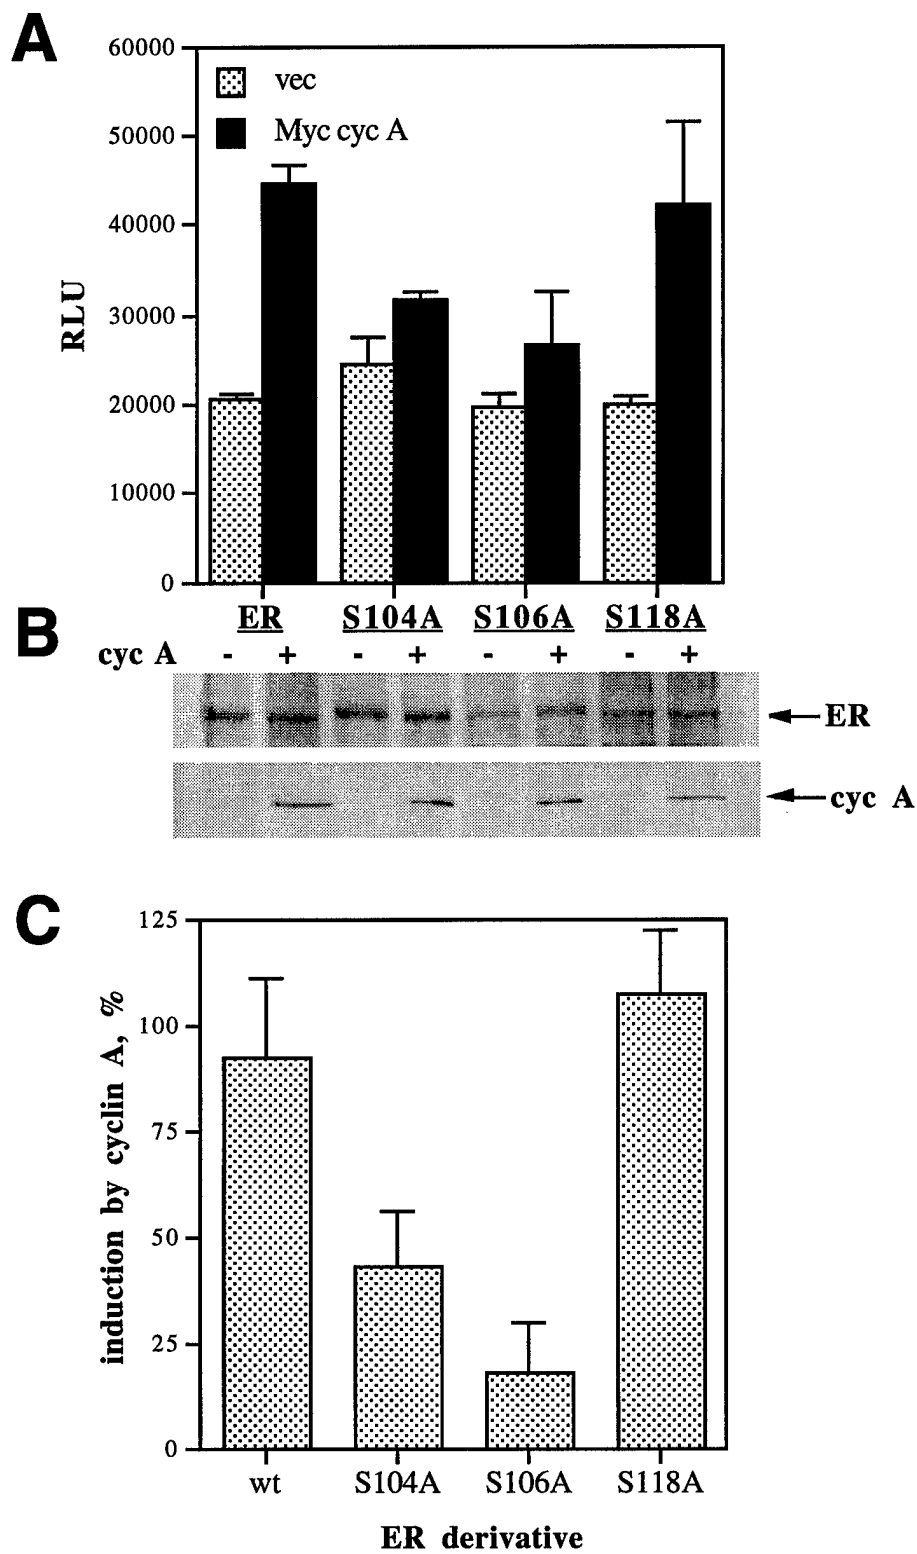 A
60000
50000
40000
30000
20000
10000
0
RLU
vec
Myc cyc A
ER S104A S106A S118A
B
cyc A - + - + - + - +
ER
cyc A
C
125
100
75
50
25
0
induction by cyclin A, %
wt S104A S106A S118A
ER derivative